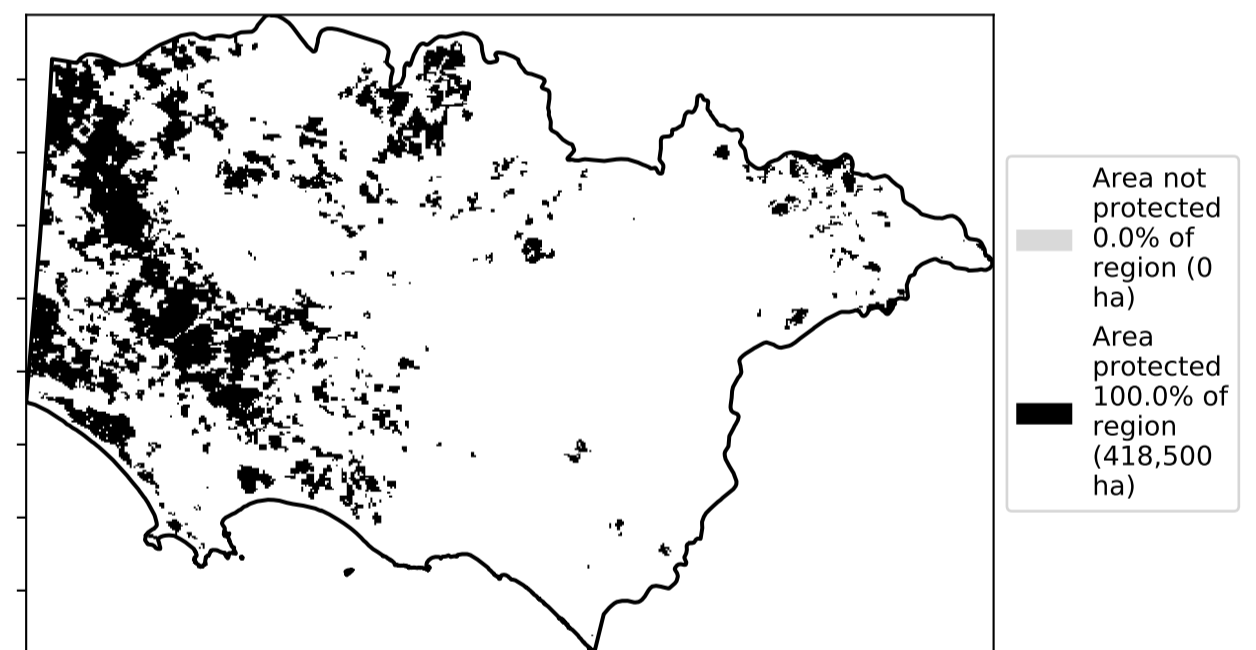 Area not
protected
0.0% of
region (0
ha)
Area
protected
100.0% of
region
(418,500
ha)